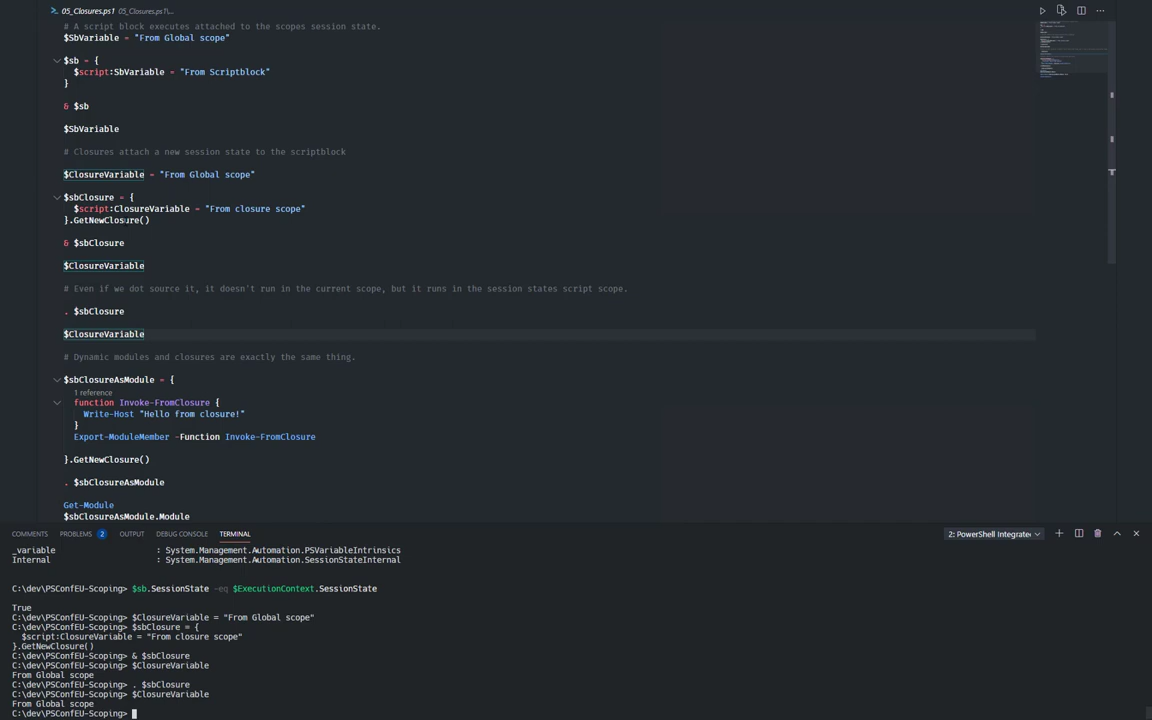 05_Closures.ps1 05_Closures.ps1\...
# A script block executes attached to the scopes session state.
$SbVariable = "From Global scope"
$sb = {
$script:SbVariable = "From Scriptblock"
}
& $sb
$SbVariable
# Closures attach a new session state to the scriptblock
$ClosureVariable = "From Global scope"
$sbClosure = {
$script:ClosureVariable = "From closure scope"
}.GetNewClosure()
& $sbClosure
$ClosureVariable
# Even if we dot source it, it doesn't run in the current scope, but it runs in the session states script scope.
. $sbClosure
$ClosureVariable
# Dynamic modules and closures are exactly the same thing.
$sbClosureAsModule = {
1 reference
function Invoke-FromClosure {
Write-Host "Hello from closure!"
}
Export-ModuleMember -Function Invoke-FromClosure
}.GetNewClosure()
. $sbClosureAsModule
Get-Module
$sbClosureAsModule.Module
COMMENTS PROBLEMS 2 OUTPUT DEBUG CONSOLE TERMINAL 2: PowerShell Integrated
_variable : System.Management.Automation.PSVariableIntrinsics
Internal : System.Management.Automation.SessionStateInternal
C:\dev\PSConfEU-Scoping> $sb.SessionState -eq $ExecutionContext.SessionState
True
C:\dev\PSConfEU-Scoping> $ClosureVariable = "From Global scope"
C:\dev\PSConfEU-Scoping> $sbClosure = {
$script:ClosureVariable = "From closure scope"
}.GetNewClosure()
C:\dev\PSConfEU-Scoping> & $sbClosure
C:\dev\PSConfEU-Scoping> $ClosureVariable
From Global scope
C:\dev\PSConfEU-Scoping> . $sbClosure
C:\dev\PSConfEU-Scoping> $ClosureVariable
From Global scope
C:\dev\PSConfEU-Scoping>